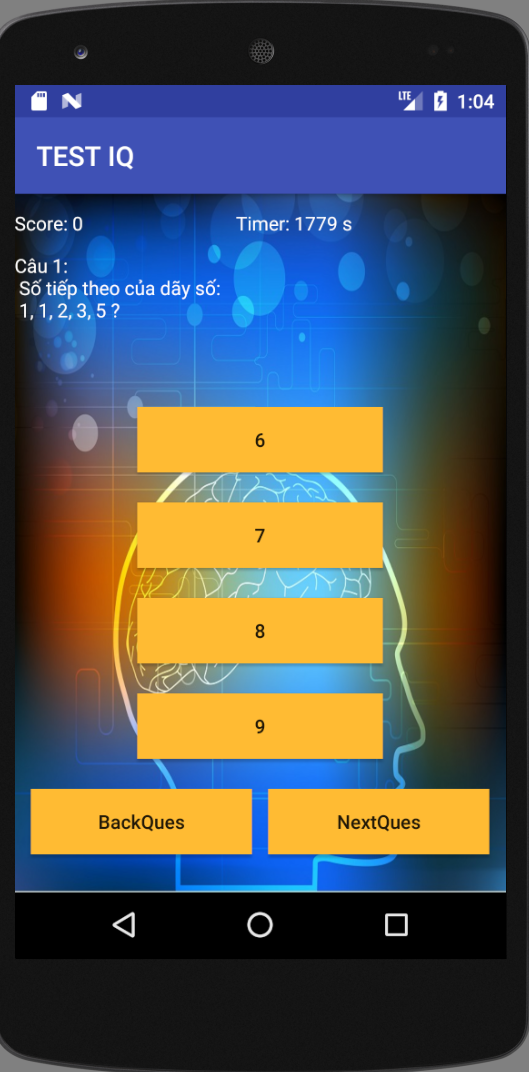 LTE 1:04
TEST IQ
Score: 0 Timer: 1779 s
Câu 1:
Số tiếp theo của dãy số:
1, 1, 2, 3, 5 ?
6
7
8
9
BackQues NextQues